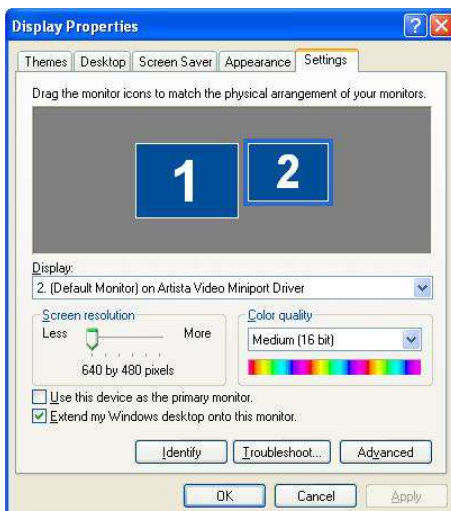 Display Properties
Themes Desktop Screen Saver Appearance Settings
Drag the monitor icons to match the physical arrangement of your monitors.
1 2
Display:
2. (Default Monitor) on Artista Video Miniport Driver
Screen resolution Color quality
Less More Medium (16 bit)
640 by 480 pixels
Use this device as the primary monitor.
Extend my Windows desktop onto this monitor.
Identify Troubleshoot... Advanced
OK Cancel Apply